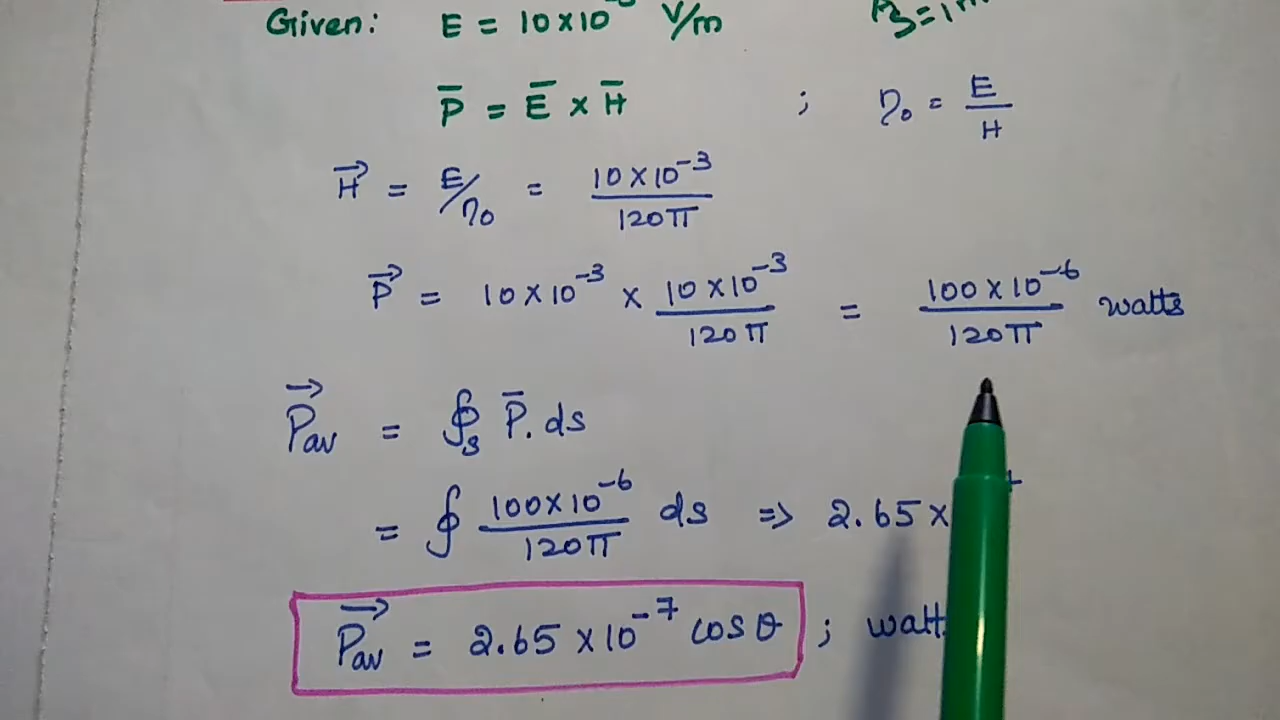 Given: E = 10×10 V/m
P̄ = Ē × H̄ ; η₀ = E/H
H⃗ = E/η₀ = 10×10⁻³/120π
P⃗ = 10×10⁻³ × 10×10⁻³/120π = 100×10⁻⁶/120π watts
P⃗av = ∮s P̄. ds
= ∮ 100×10⁻⁶/120π ds ⇒ 2.65×
P⃗av = 2.65×10⁻⁷ cosθ ; watt